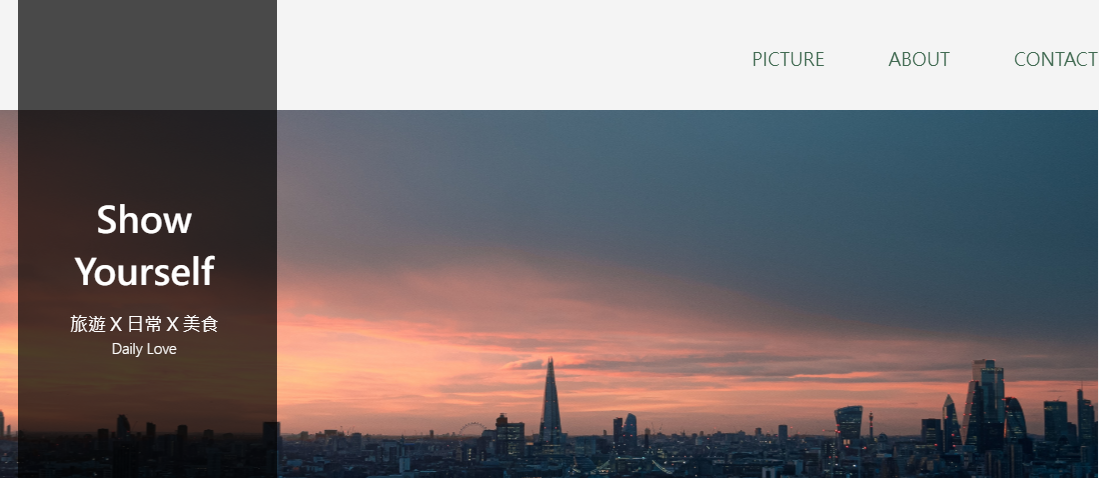 PICTURE ABOUT CONTACT
Show
Yourself
旅遊 X 日常 X 美食
Daily Love